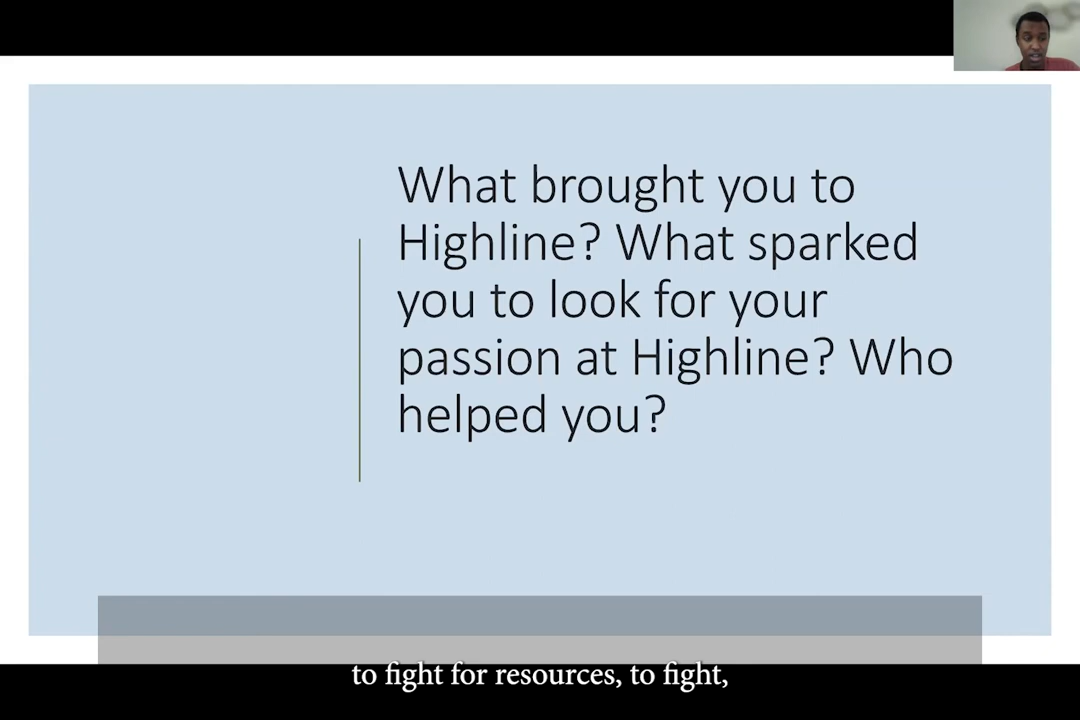 What brought you to
Highline? What sparked
you to look for your
passion at Highline? Who
helped you?
to fight for resources, to fight,